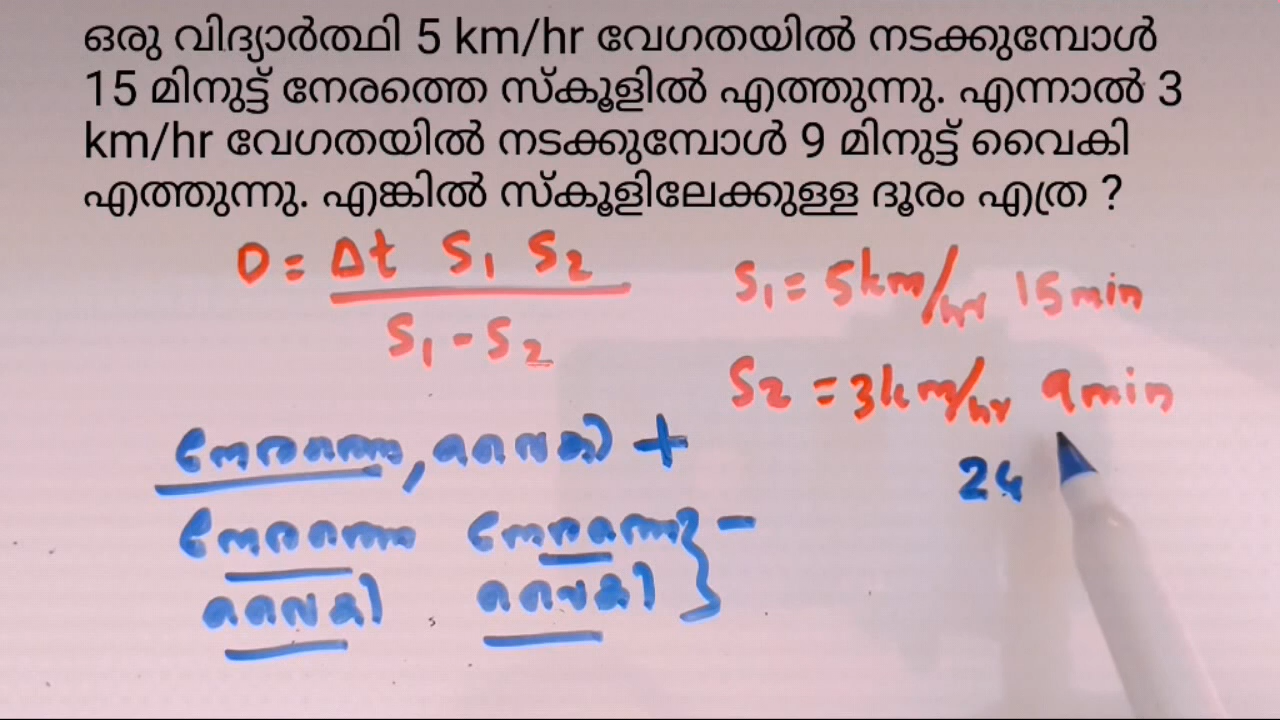 ഒരു വിദ്യാർത്ഥി 5 km/hr വേഗതയിൽ നടക്കുമ്പോൾ
15 മിനുട്ട് നേരത്തെ സ്കൂളിൽ എത്തുന്നു. എന്നാൽ 3
km/hr വേഗതയിൽ നടക്കുമ്പോൾ 9 മിനുട്ട് വൈകി
എത്തുന്നു. എങ്കിൽ സ്കൂളിലേക്കുള്ള ദൂരം എത്ര ?
D = Δt S1 S2
S1 - S2
S1 = 5km/hr 15min
S2 = 3km/hr 9min
24
നേരത്തെ, വൈകി +
നേരത്തെ നേരത്തെ } -
വൈകി വൈകി